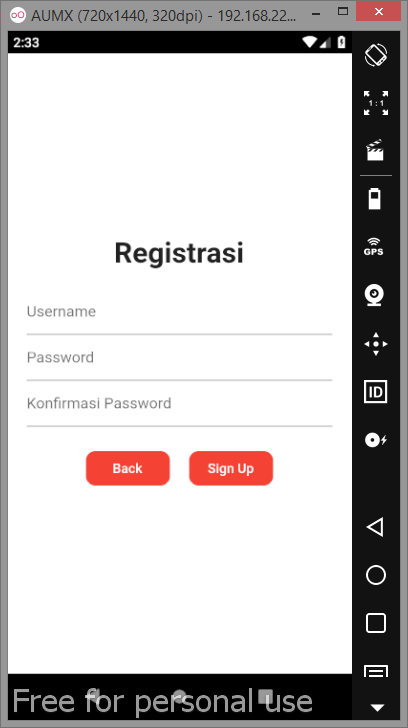 AUMX (720x1440, 320dpi) - 192.168.22...
2:33
1 : 1
GPS
Registrasi
Username
Password
Konfirmasi Password
ID
Back
Sign Up
Free for personal use